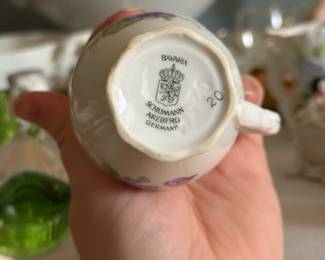 BAVARIA
SCHUMANN
ARZBERG
GERMANY
20